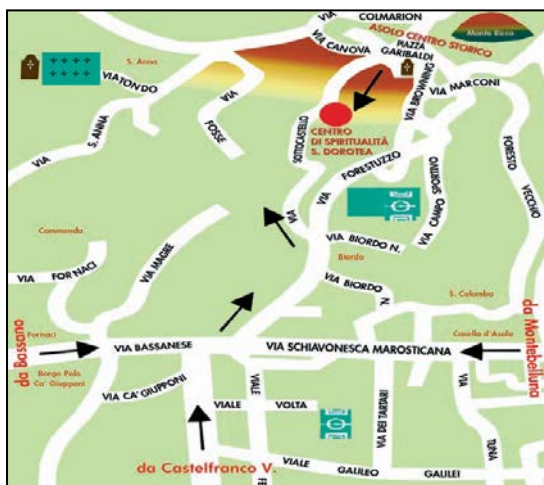 VIA
COLMARION
Monte Ricco
ASOLO CENTRO STORICO
VIA CANOVA
PIAZZA
GARIBALDI
S. Anna
VIA TONDO
VIA
FOSSE
VIA BROWNING
VIA MARCONI
CENTRO
DI SPIRITUALITÀ
S. DOROTEA
SOTTOCASTELLO
VIA
VIA
S. ANNA
VIA
FORESTUZZO
VIA CAMPO SPORTIVO
FORESTO
VECCHIO
Commenda
VIA MAGRE
VIA
FORNACI
VIA BIORDO N.
Biordo
VIA BIORDO
N.
S. Colomba
da Bassano
Fornaci
VIA BASSANESE
VIA SCHIAVONESCA MAROSTICANA
Casella d'Asolo
da Montebelluna
Borgo Polo
Ca' Giupponi
VIA CA' GIUPPONI
VIALE
VOLTA
VIALE
VIA DEI TARTARI
VIA
TUNA
da Castelfranco V.
VIALE
GALILEO
GALILEI